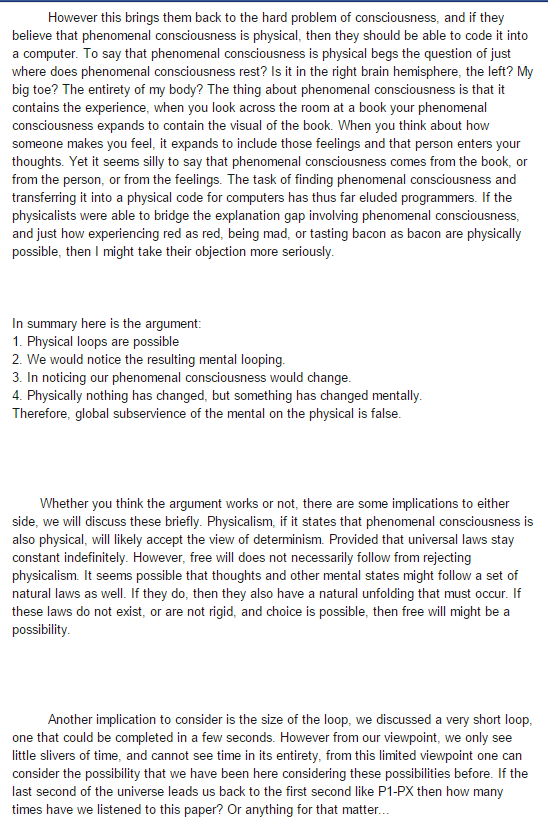 However this brings them back to the hard problem of consciousness, and if they
believe that phenomenal consciousness is physical, then they should be able to code it into
a computer. To say that phenomenal consciousness is physical begs the question of just
where does phenomenal consciousness rest? Is it in the right brain hemisphere, the left? My
big toe? The entirety of my body? The thing about phenomenal consciousness is that it
contains the experience, when you look across the room at a book your phenomenal
consciousness expands to contain the visual of the book. When you think about how
someone makes you feel, it expands to include those feelings and that person enters your
thoughts. Yet it seems silly to say that phenomenal consciousness comes from the book, or
from the person, or from the feelings. The task of finding phenomenal consciousness and
transferring it into a physical code for computers has thus far eluded programmers. If the
physicalists were able to bridge the explanation gap involving phenomenal consciousness,
and just how experiencing red as red, being mad, or tasting bacon as bacon are physically
possible, then I might take their objection more seriously.
In summary here is the argument:
1. Physical loops are possible
2. We would notice the resulting mental looping.
3. In noticing our phenomenal consciousness would change.
4. Physically nothing has changed, but something has changed mentally.
Therefore, global subservience of the mental on the physical is false.
Whether you think the argument works or not, there are some implications to either
side, we will discuss these briefly. Physicalism, if it states that phenomenal consciousness is
also physical, will likely accept the view of determinism. Provided that universal laws stay
constant indefinitely. However, free will does not necessarily follow from rejecting
physicalism. It seems possible that thoughts and other mental states might follow a set of
natural laws as well. If they do, then they also have a natural unfolding that must occur. If
these laws do not exist, or are not rigid, and choice is possible, then free will might be a
possibility.
Another implication to consider is the size of the loop, we discussed a very short loop,
one that could be completed in a few seconds. However from our viewpoint, we only see
little slivers of time, and cannot see time in its entirety, from this limited viewpoint one can
consider the possibility that we have been here considering these possibilities before. If the
last second of the universe leads us back to the first second like P1-PX then how many
times have we listened to this paper? Or anything for that matter…